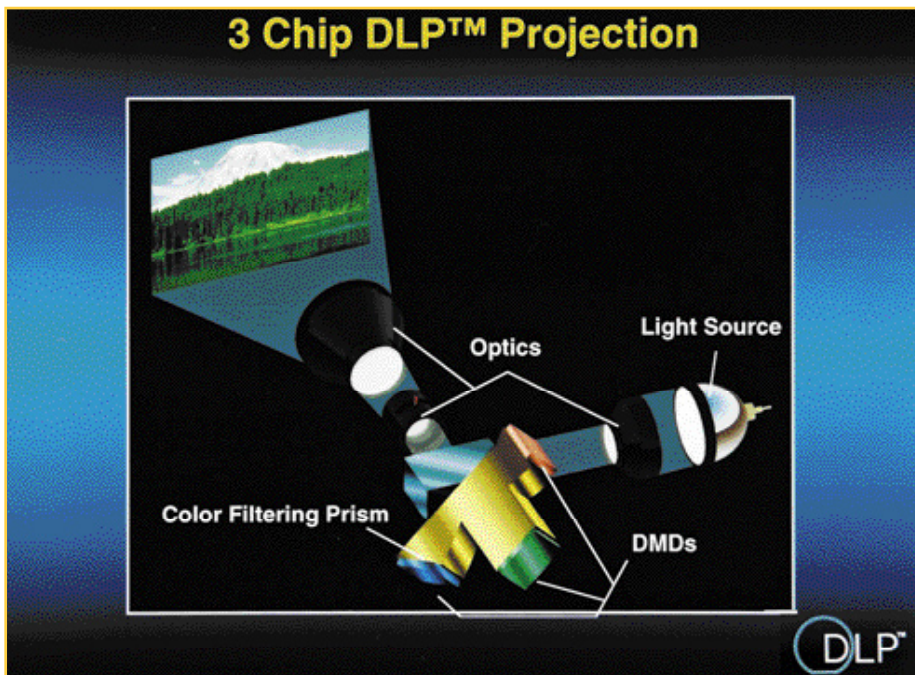 3 Chip DLP™ Projection
Light Source
Optics
Color Filtering Prism
DMDs
DLP™